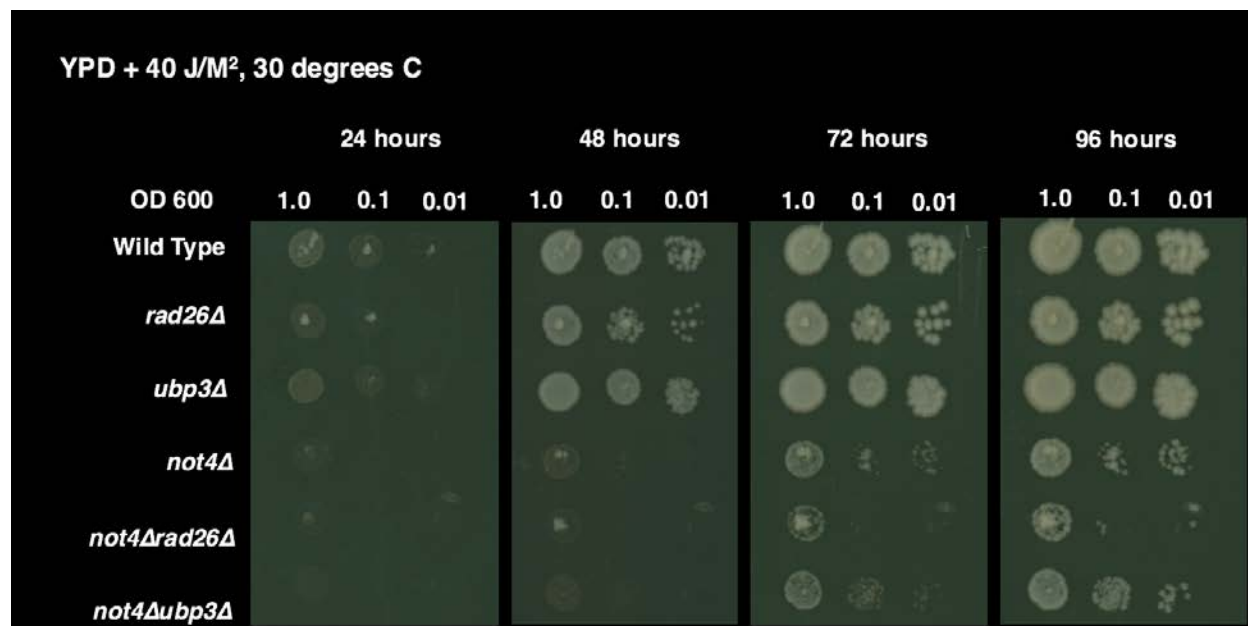 YPD + 40 J/M², 30 degrees C
24 hours 48 hours 72 hours 96 hours
OD 600 1.0 0.1 0.01 1.0 0.1 0.01 1.0 0.1 0.01 1.0 0.1 0.01
Wild Type
rad26Δ
ubp3Δ
not4Δ
not4Δrad26Δ
not4Δubp3Δ